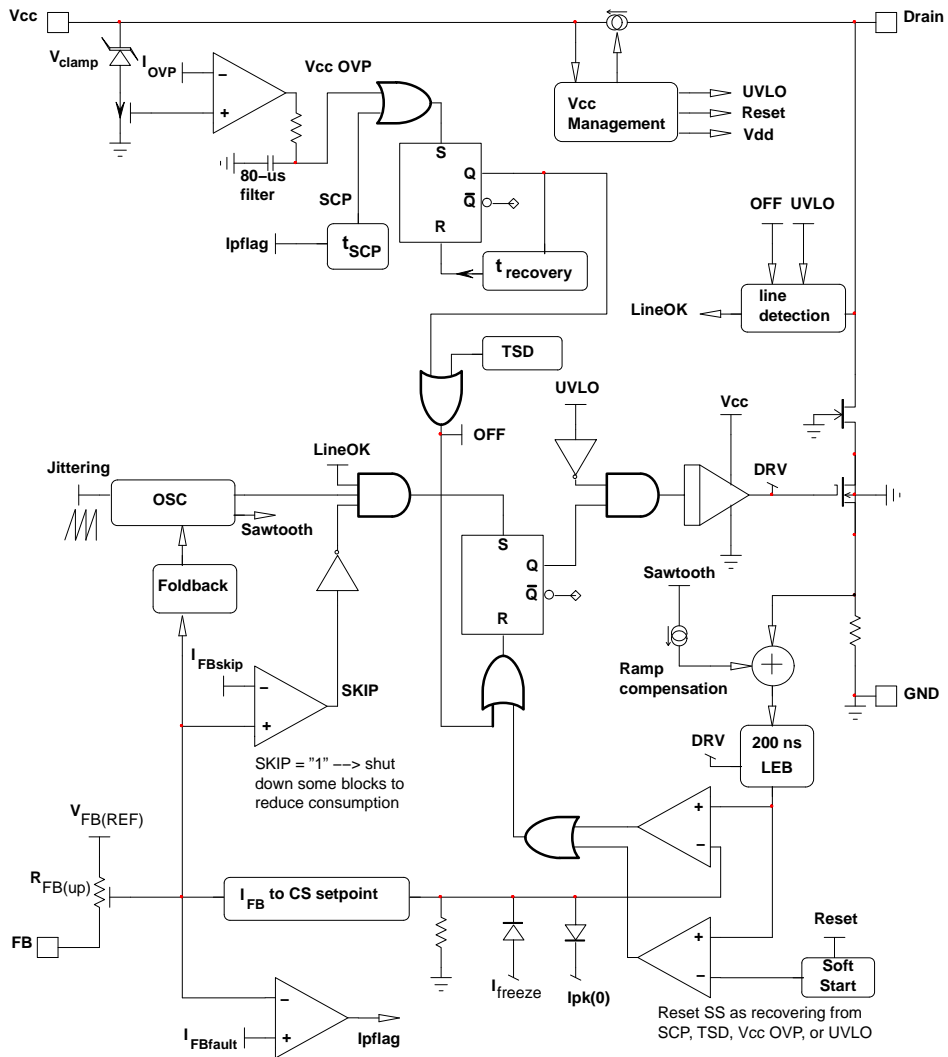 Vcc
Drain
Vclamp
IOVP
−
+
Vcc OVP
80−us
filter
SCP
Ipflag
tSCP
S
Q
Q
R
trecovery
Vcc
Management
UVLO
Reset
Vdd
OFF UVLO
line
detection
LineOK
TSD
OFF
UVLO
Vcc
DRV
LineOK
Jittering
OSC
Sawtooth
Foldback
S
Q
Q
R
Sawtooth
Ramp
compensation
+
GND
IFBskip
−
+
SKIP
SKIP = ”1” −−> shut
down some blocks to
reduce consumption
DRV
200 ns
LEB
VFB(REF)
RFB(up)
FB
IFB to CS setpoint
+
−
Ifreeze
Ipk(0)
+
−
Reset
Soft
Start
Reset SS as recovering from
SCP, TSD, Vcc OVP, or UVLO
−
+
IFBfault
Ipflag